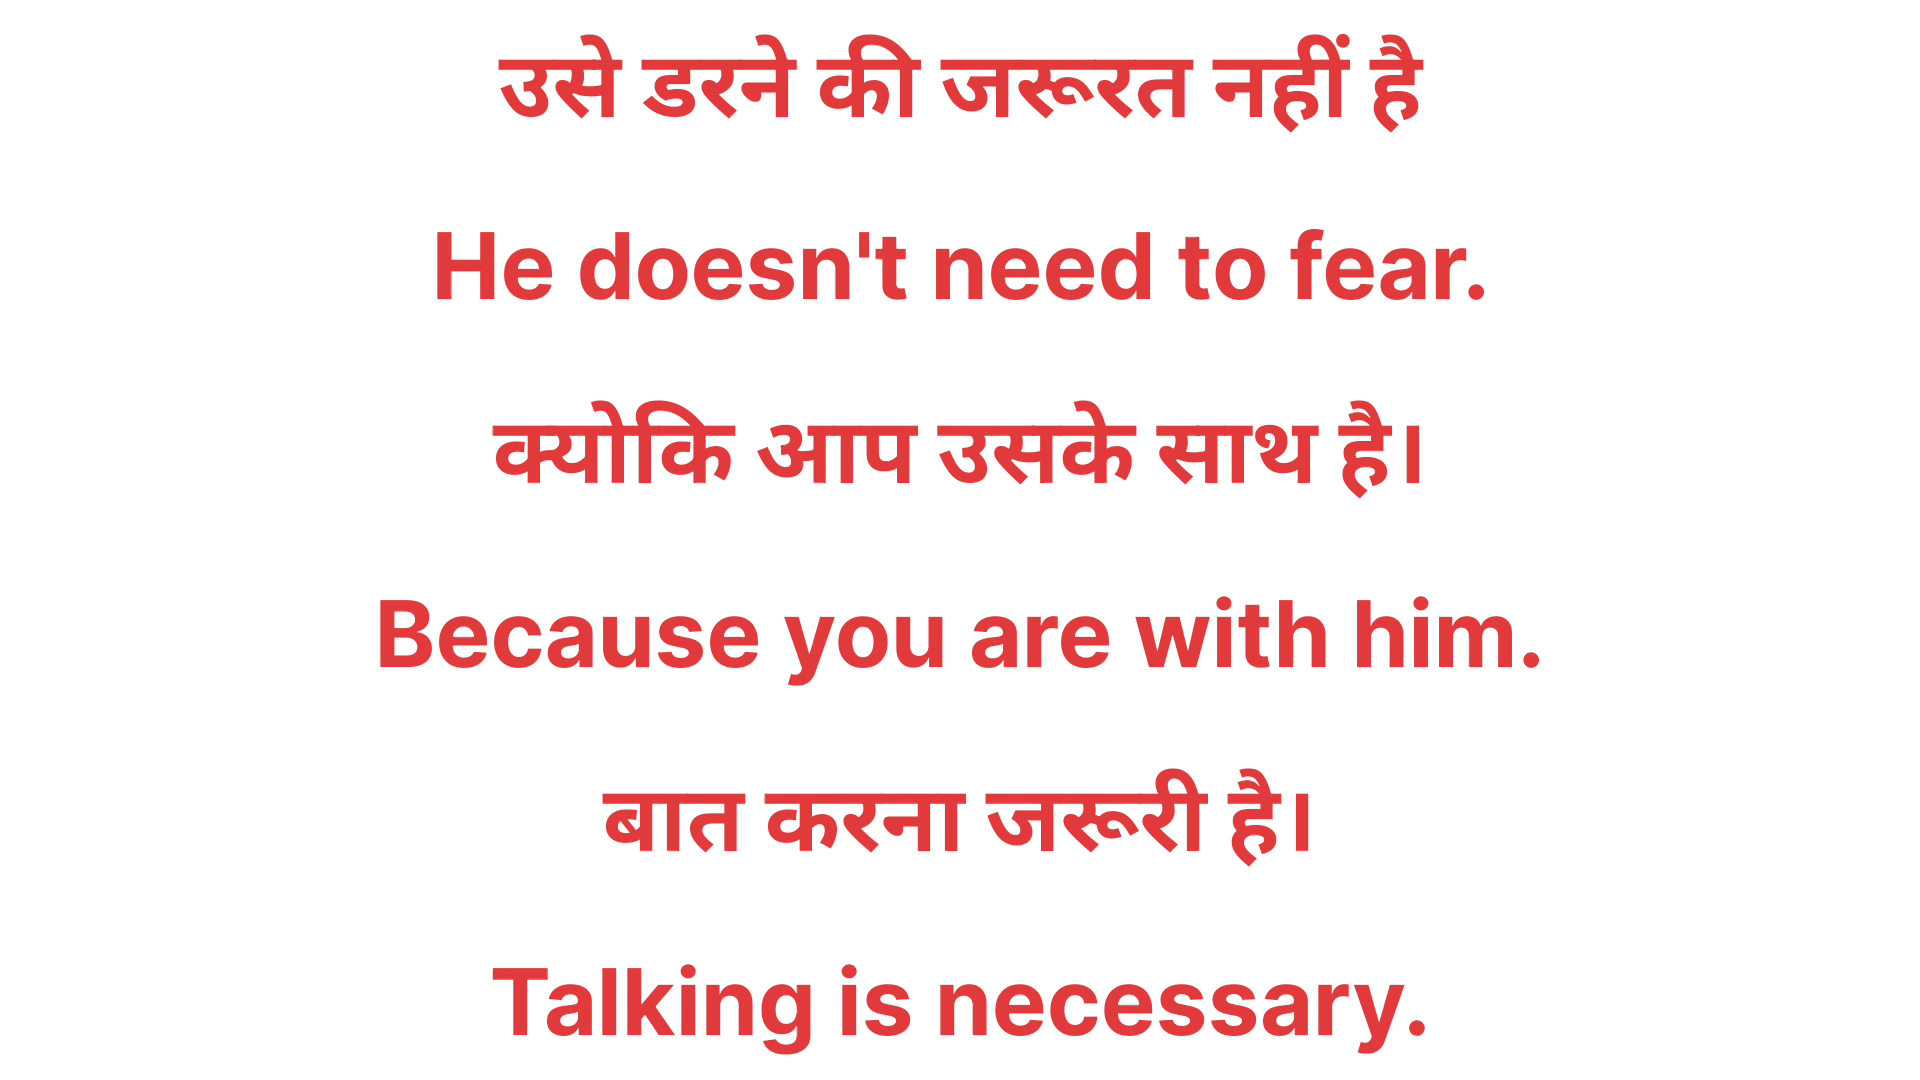 उसे डरने की जरूरत नहीं है
He doesn't need to fear.
क्योकि आप उसके साथ है।
Because you are with him.
बात करना जरूरी है।
Talking is necessary.